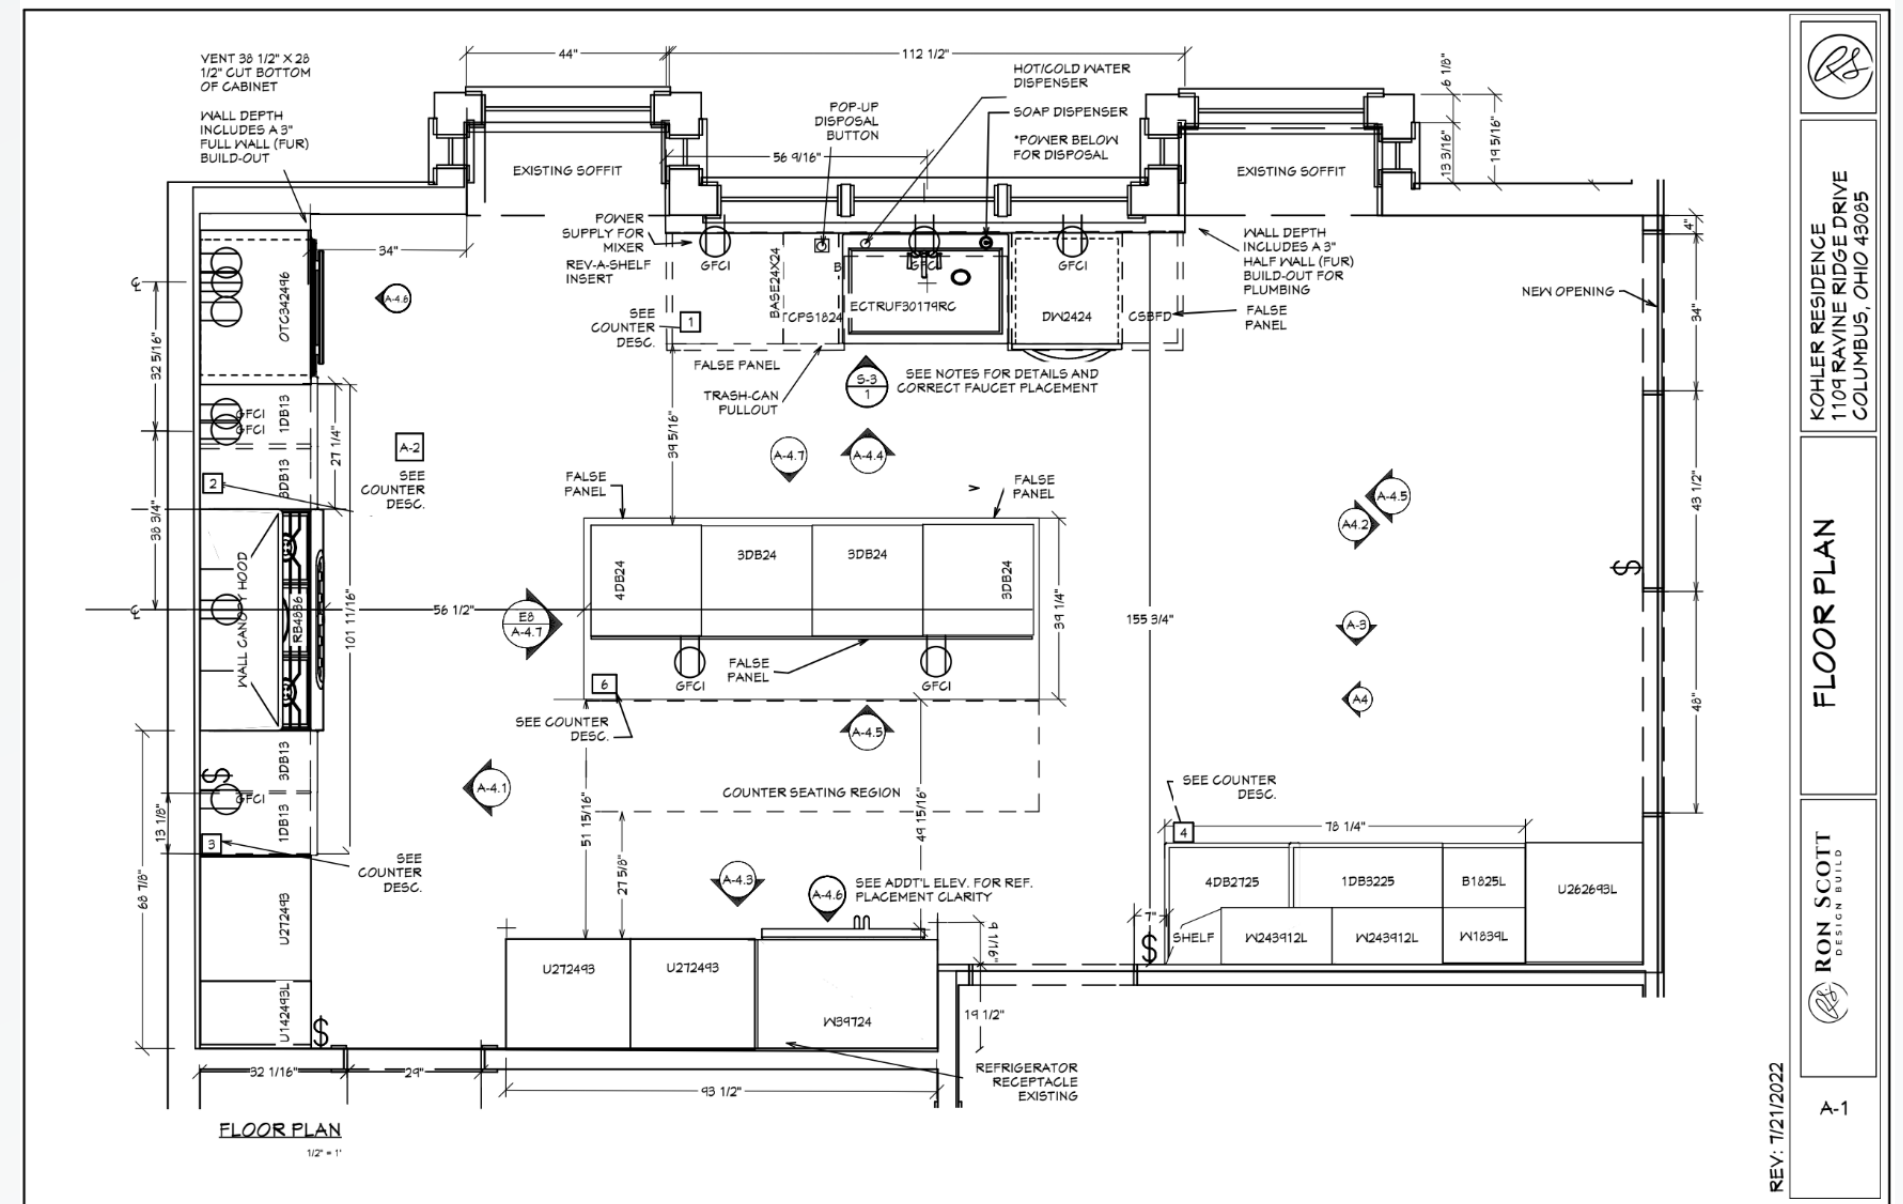 VENT 38 1/2" X 28
1/2" CUT BOTTOM
OF CABINET
WALL DEPTH
INCLUDES A 3"
FULL WALL (FUR)
BUILD-OUT
44"
112 1/2"
HOT/COLD WATER
DISPENSER
POP-UP
DISPOSAL
BUTTON
SOAP DISPENSER
*POWER BELOW
FOR DISPOSAL
56 9/16"
6 1/8"
13 3/16"
19 5/16"
EXISTING SOFFIT
EXISTING SOFFIT
POWER
SUPPLY FOR
MIXER
REV-A-SHELF
INSERT
WALL DEPTH
INCLUDES A 3"
HALF WALL (FUR)
BUILD-OUT FOR
PLUMBING
4"
34"
GFCI
GFCI
GFCI
BASE24X24
TCPS1824
ECTRUF30179RC
DW2424
CSBFD
FALSE
PANEL
NEW OPENING
34"
A-4.6
OTC342496
32 5/16"
SEE
COUNTER
DESC.
1
FALSE PANEL
TRASH-CAN
PULLOUT
S-3
1
SEE NOTES FOR DETAILS AND
CORRECT FAUCET PLACEMENT
GFCI
GFCI
1DB13
3DB13
27 1/4"
A-2
SEE
COUNTER
DESC.
2
39 5/16"
A-4.7
A-4.4
FALSE
PANEL
FALSE
PANEL
A-4.5
A4.2
43 1/2"
38 3/4"
WALL CANOPY HOOD
RB4836
101 11/16"
56 1/2"
E8
A-4.7
4DB24
3DB24
3DB24
3DB24
39 1/4"
155 3/4"
A-3
A4
48"
FALSE
PANEL
GFCI
GFCI
6
SEE COUNTER
DESC.
A-4.5
A-4.1
COUNTER SEATING REGION
3DB13
1DB13
GFCI
13 1/8"
68 7/8"
3
SEE
COUNTER
DESC.
51 15/16"
27 5/8"
49 15/16"
A-4.3
A-4.6
SEE ADDT'L ELEV. FOR REF.
PLACEMENT CLARITY
SEE COUNTER
DESC.
4
78 1/4"
4DB2725
1DB3225
B1825L
U262693L
7"
SHELF
W243912L
W243912L
W1839L
U272493
U142493L
U272493
U272493
W39724
9 11/16"
19 1/2"
32 1/16"
29"
93 1/2"
REFRIGERATOR
RECEPTACLE
EXISTING
FLOOR PLAN
1/2" = 1'
KOHLER RESIDENCE
1109 RAVINE RIDGE DRIVE
COLUMBUS, OHIO 43085
FLOOR PLAN
RON SCOTT
DESIGN BUILD
A-1
REV: 7/21/2022